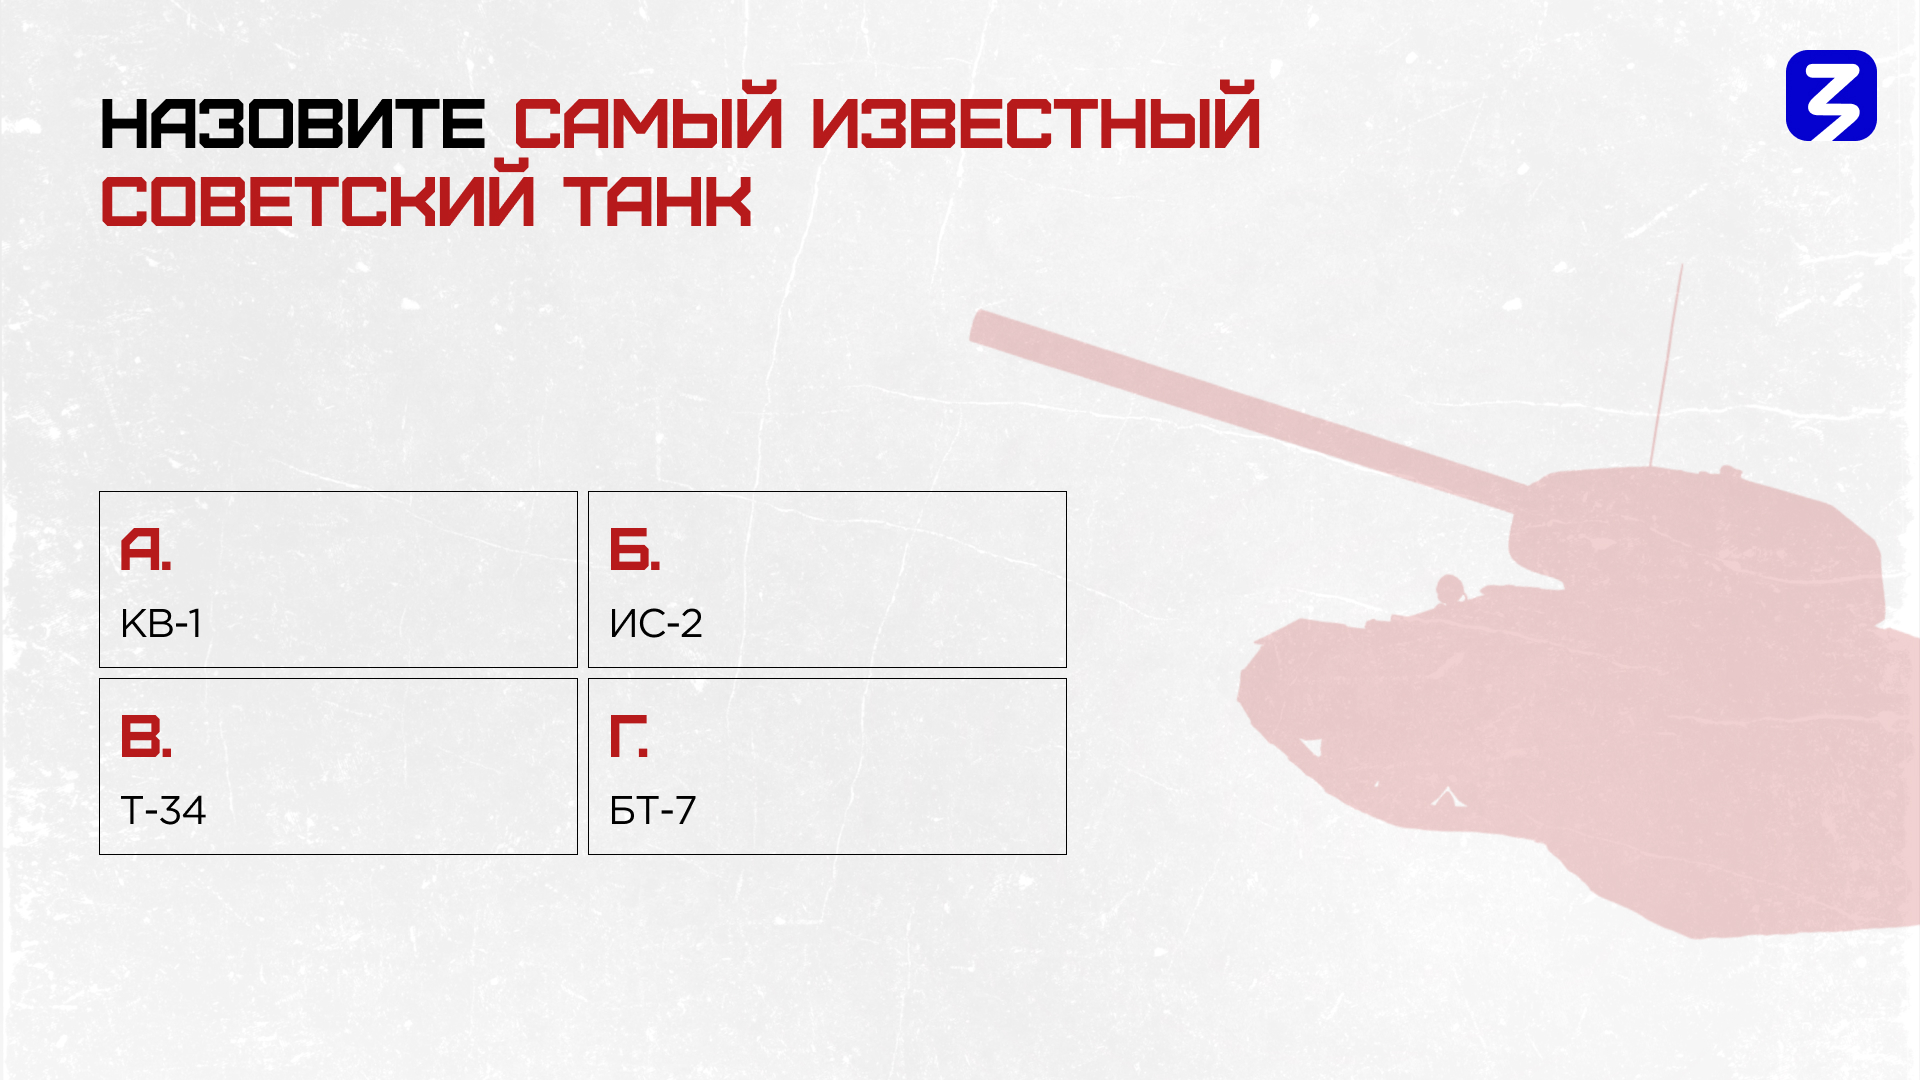 НАЗОВИТЕ САМЫЙ ИЗВЕСТНЫЙ
СОВЕТСКИЙ ТАНК
А.
КВ-1
Б.
ИС-2
В.
Т-34
Г.
БТ-7